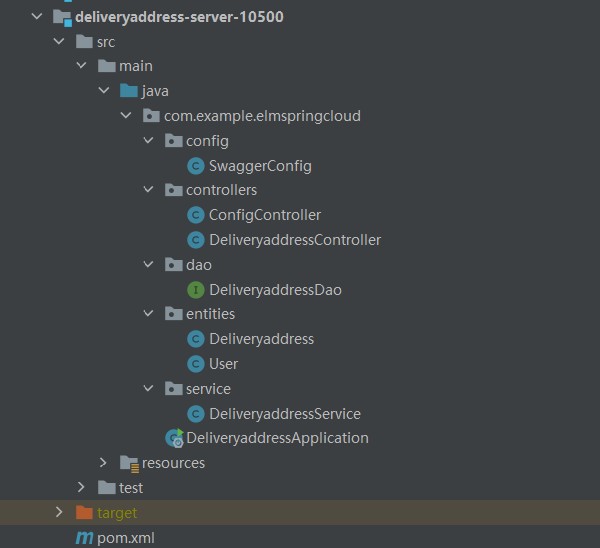 deliveryaddress-server-10500
src
main
java
com.example.elmspringcloud
config
SwaggerConfig
controllers
ConfigController
DeliveryaddressController
dao
DeliveryaddressDao
entities
Deliveryaddress
User
service
DeliveryaddressService
DeliveryaddressApplication
resources
test
target
pom.xml